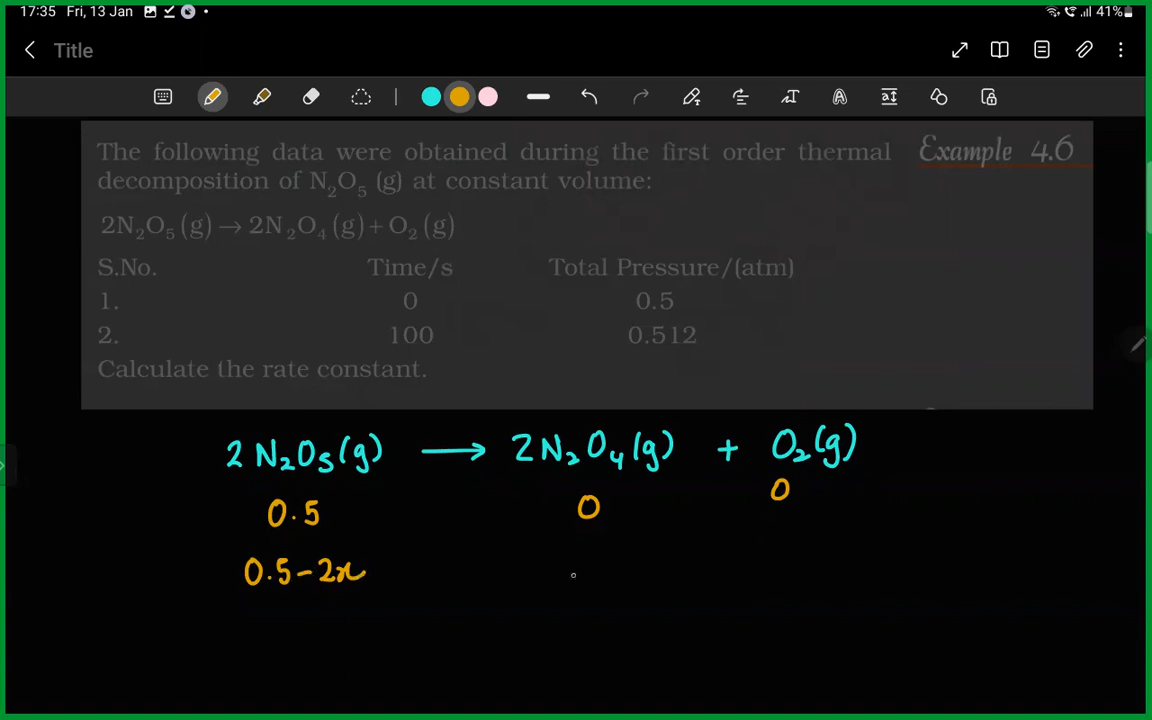 17:35 Fri, 13 Jan 41%
Title
The following data were obtained during the first order thermal Example 4.6
decomposition of N₂O₅ (g) at constant volume:
2N₂O₅(g) → 2N₂O₄(g) + O₂(g)
S.No. Time/s Total Pressure/(atm)
1. 0 0.5
2. 100 0.512
Calculate the rate constant.
2N₂O₅(g) ⟶ 2N₂O₄(g) + O₂(g)
0.5 0 0
0.5-2x